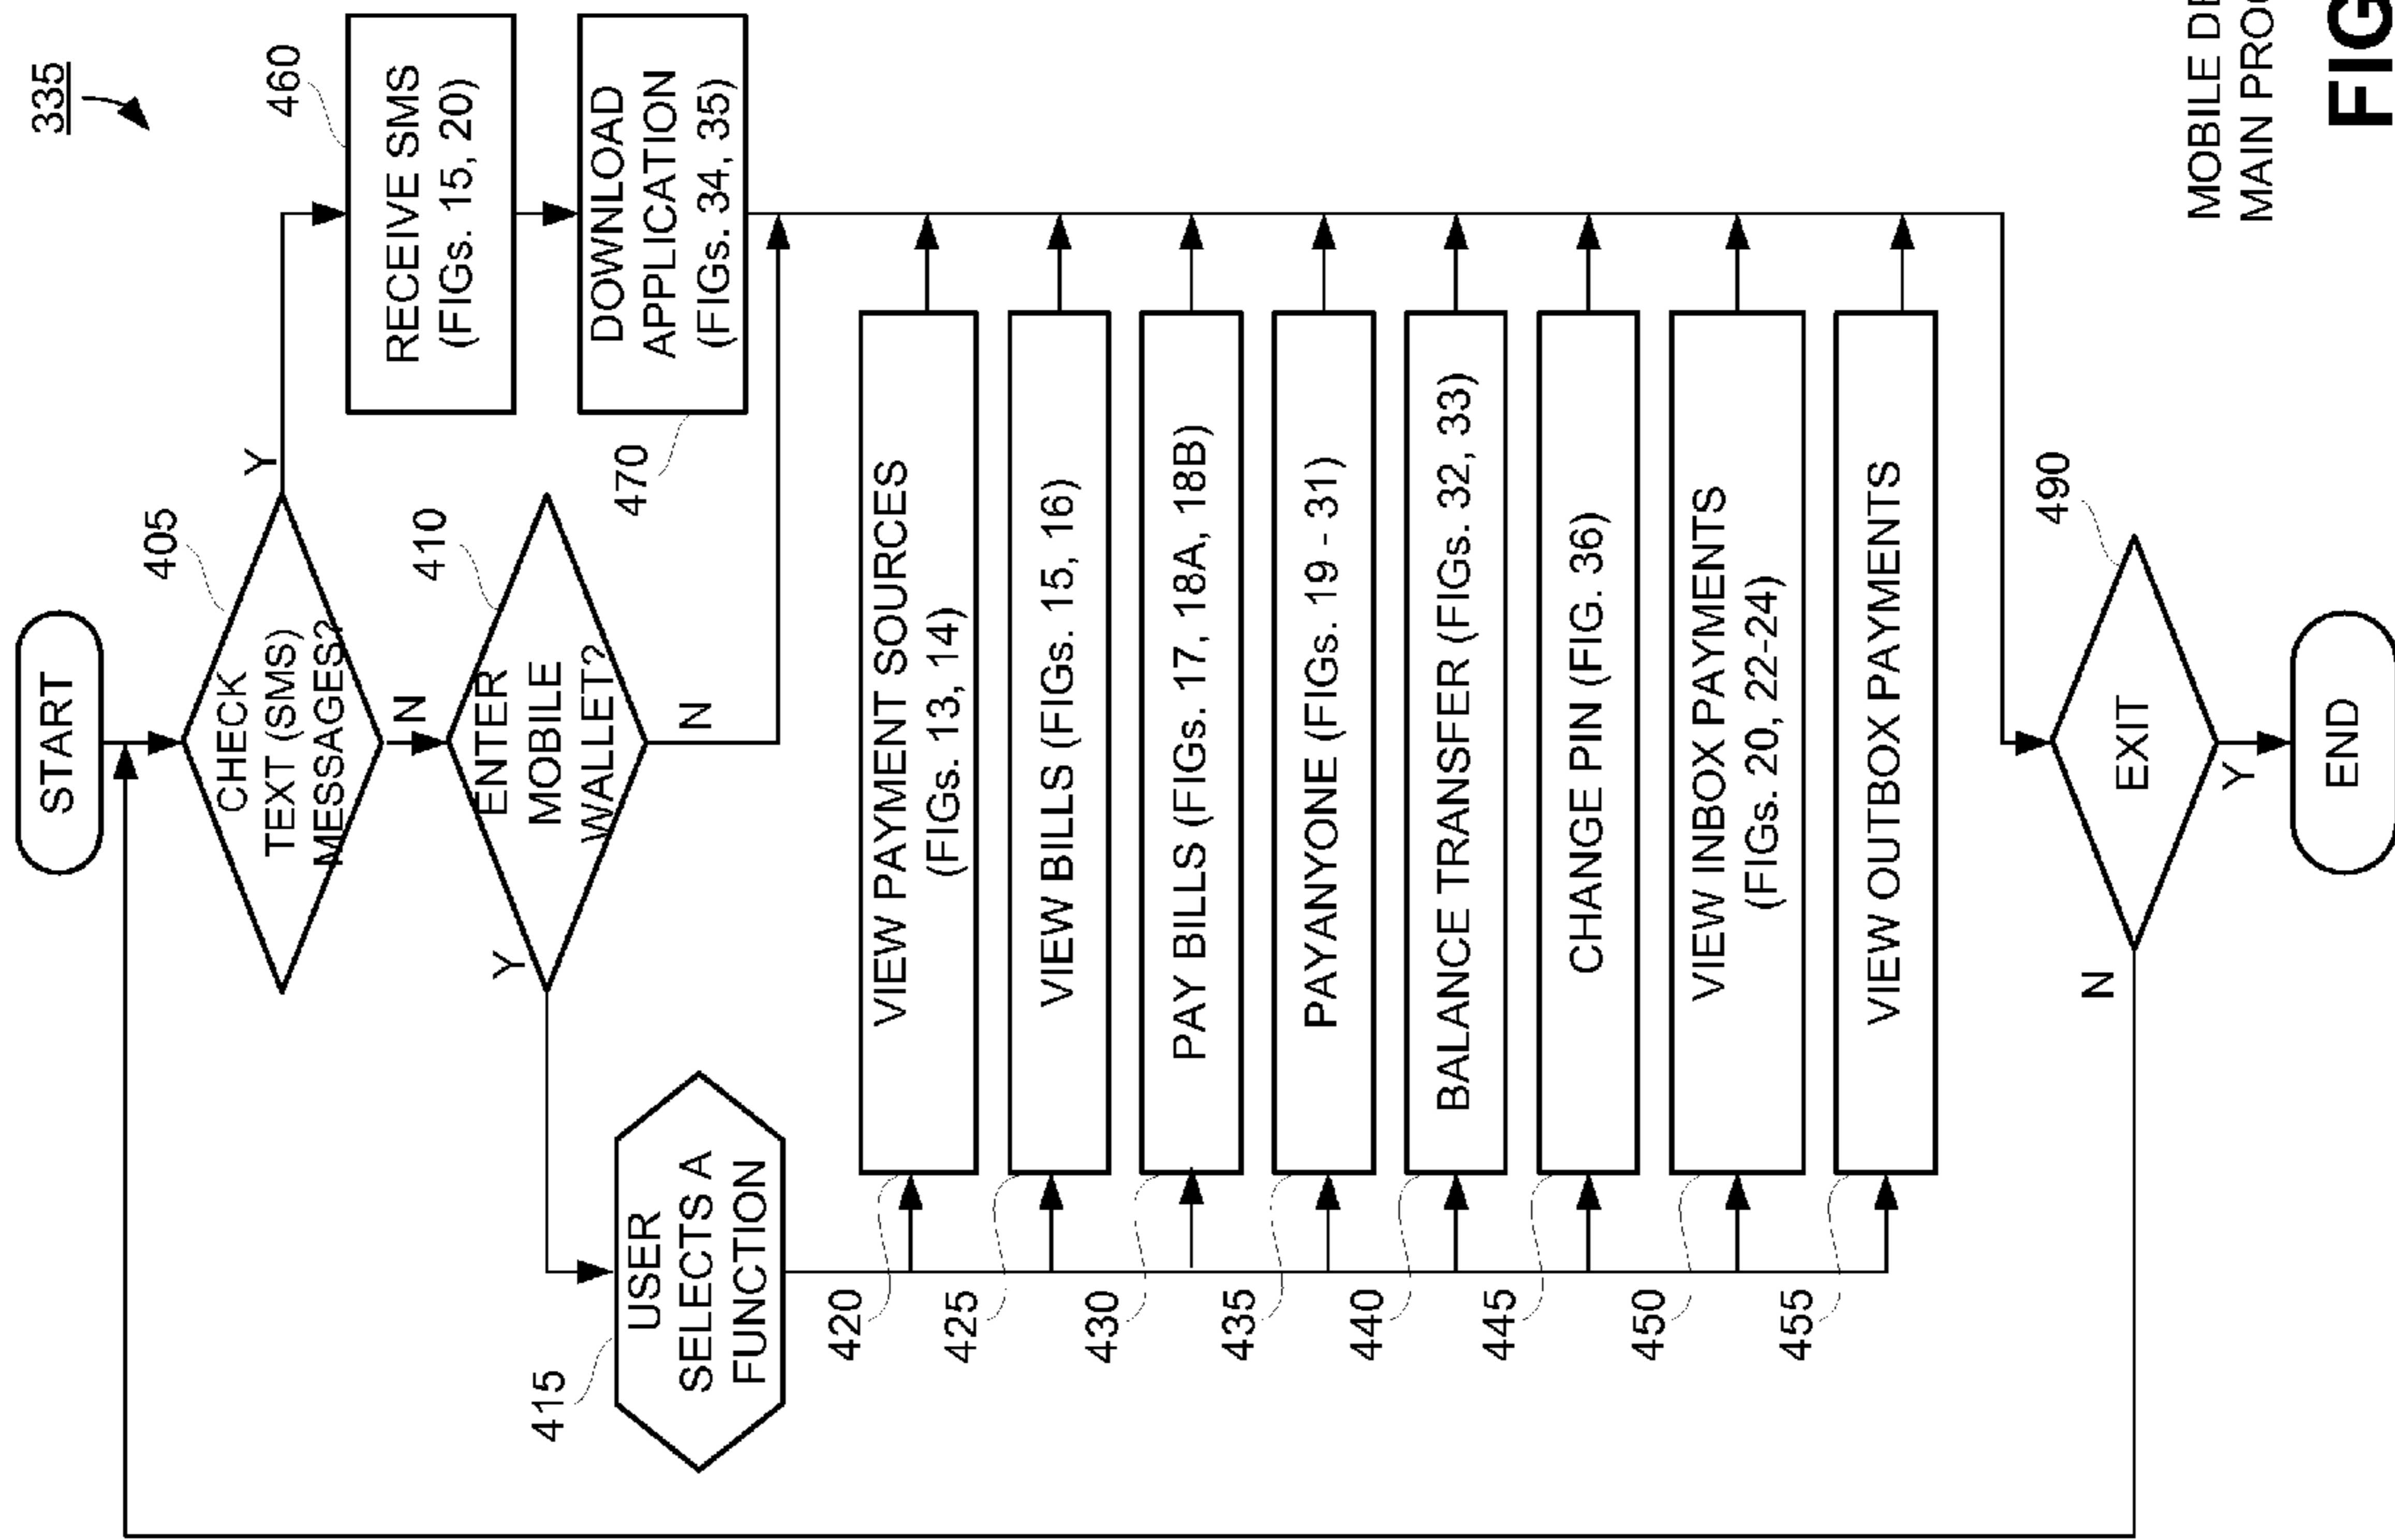 335
START
405
CHECK
TEXT (SMS)
MESSAGES?
Y
N
460
RECEIVE SMS
(FIGs. 15, 20)
410
ENTER
MOBILE
WALLET?
Y
N
470
DOWNLOAD
APPLICATION
(FIGs. 34, 35)
415
USER
SELECTS A
FUNCTION
420
VIEW PAYMENT SOURCES
(FIGs. 13, 14)
425
VIEW BILLS (FIGs. 15, 16)
430
PAY BILLS (FIGs. 17, 18A, 18B)
435
PAYANYONE (FIGs. 19 - 31)
440
BALANCE TRANSFER (FIGs. 32, 33)
445
CHANGE PIN (FIG. 36)
450
VIEW INBOX PAYMENTS
(FIGs. 20, 22-24)
455
VIEW OUTBOX PAYMENTS
490
EXIT
N
Y
END
MOBILE
MAIN
FIG